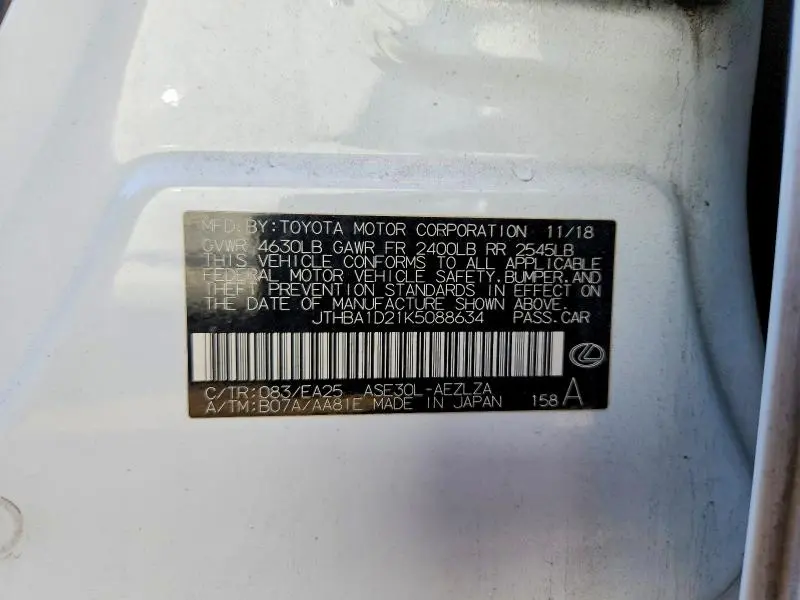 MFD.BY:TOYOTA MOTOR CORPORATION 11/18
GVWR 4630LB GAWR FR 2400LB RR 2545LB
THIS VEHICLE CONFORMS TO ALL APPLICABLE
FEDERAL MOTOR VEHICLE SAFETY,BUMPER,AND
THEFT PREVENTION STANDARDS IN EFFECT ON
THE DATE OF MANUFACTURE SHOWN ABOVE.
JTHBA1D21K5088634 PASS.CAR
C/TR:083/EA25 ASE30L-AEZLZA
A/TM:B07A/AA81E MADE IN JAPAN 158 A